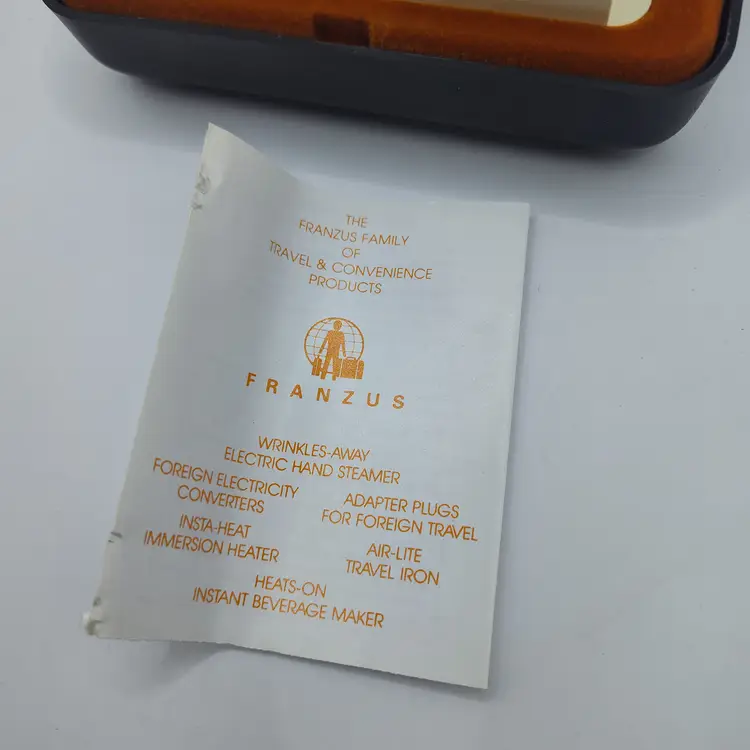 THE
FRANZUS FAMILY
OF
TRAVEL & CONVENIENCE
PRODUCTS
FRANZUS
WRINKLES-AWAY
ELECTRIC HAND STEAMER
FOREIGN ELECTRICITY
CONVERTERS
ADAPTER PLUGS
FOR FOREIGN TRAVEL
INSTA-HEAT
IMMERSION HEATER
AIR-LITE
TRAVEL IRON
HEATS-ON
INSTANT BEVERAGE MAKER